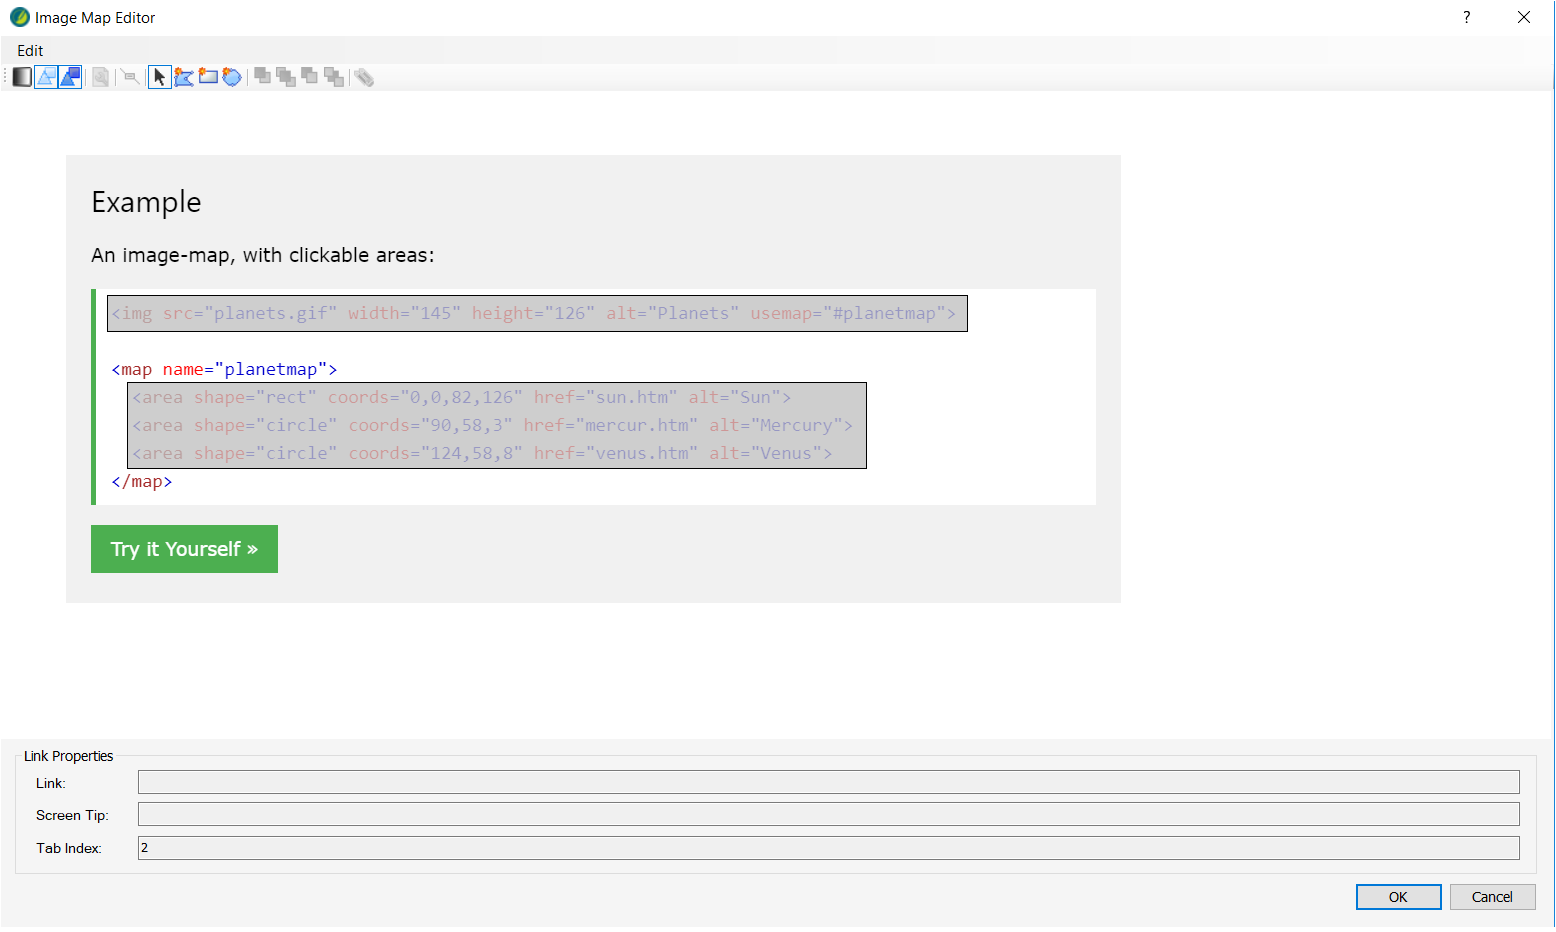 Image Map Editor
?
Edit
Example
An image-map, with clickable areas:
<img src="planets.gif" width="145" height="126" alt="Planets" usemap="#planetmap">
<map name="planetmap">
<area shape="rect" coords="0,0,82,126" href="sun.htm" alt="Sun">
<area shape="circle" coords="90,58,3" href="mercur.htm" alt="Mercury">
<area shape="circle" coords="124,58,8" href="venus.htm" alt="Venus">
</map>
Try it Yourself »
Link Properties
Link:
Screen Tip:
Tab Index: 2
OK Cancel